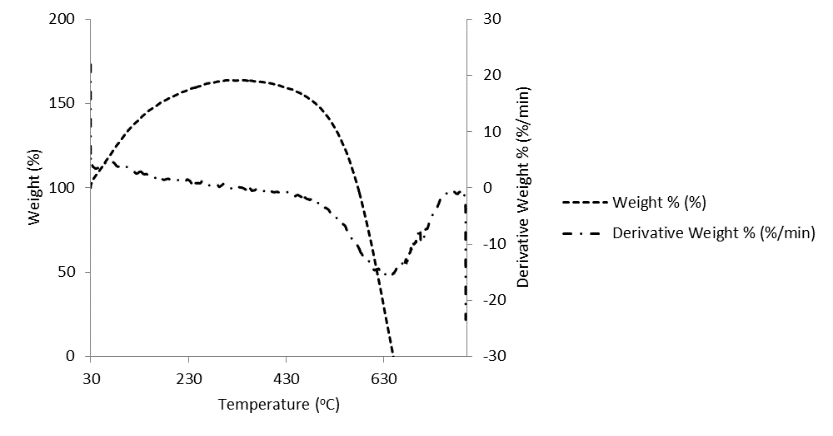 200
150
100
50
0
Weight (%)
30
20
10
0
-10
-20
-30
Derivative Weight % (%/min)
30 230 430 630
Temperature (ºC)
Weight % (%)
Derivative Weight % (%/min)